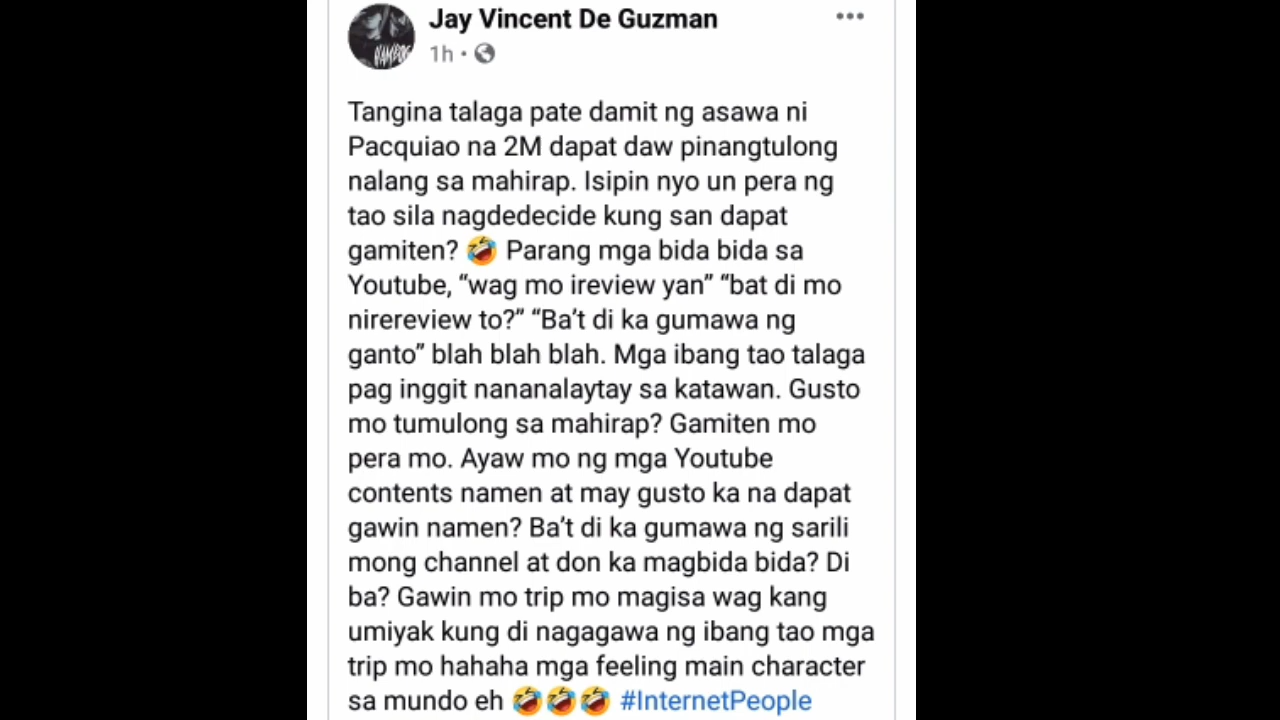 Jay Vincent De Guzman
1h •
Tangina talaga pate damit ng asawa ni
Pacquiao na 2M dapat daw pinangtulong
nalang sa mahirap. Isipin nyo un pera ng
tao sila nagdedecide kung san dapat
gamiten? 🤣 Parang mga bida bida sa
Youtube, “wag mo ireview yan” “bat di mo
nirereview to?” “Ba’t di ka gumawa ng
ganto” blah blah blah. Mga ibang tao talaga
pag inggit nananalaytay sa katawan. Gusto
mo tumulong sa mahirap? Gamiten mo
pera mo. Ayaw mo ng mga Youtube
contents namen at may gusto ka na dapat
gawin namen? Ba’t di ka gumawa ng sarili
mong channel at don ka magbida bida? Di
ba? Gawin mo trip mo magisa wag kang
umiyak kung di nagagawa ng ibang tao mga
trip mo hahaha mga feeling main character
sa mundo eh 🤣🤣🤣 #InternetPeople